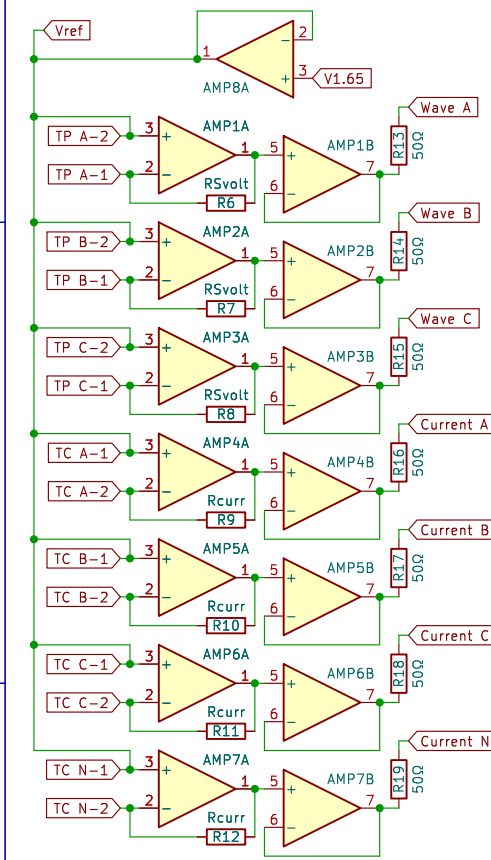 Vref
1
2
3
V1.65
AMP8A
Wave A
TP A-2
3
AMP1A
1
5
AMP1B
7
R13
50Ω
TP A-1
2
RSvolt
R6
6
Wave B
TP B-2
3
AMP2A
1
5
AMP2B
7
R14
50Ω
TP B-1
2
RSvolt
R7
6
Wave C
TP C-2
3
AMP3A
1
5
AMP3B
7
R15
50Ω
TP C-1
2
RSvolt
R8
6
Current A
TC A-1
3
AMP4A
1
5
AMP4B
7
R16
50Ω
TC A-2
2
Rcurr
R9
6
Current B
TC B-1
3
AMP5A
1
5
AMP5B
7
R17
50Ω
TC B-2
2
Rcurr
R10
6
Current C
TC C-1
3
AMP6A
1
5
AMP6B
7
R18
50Ω
TC C-2
2
Rcurr
R11
6
Current N
TC N-1
3
AMP7A
1
5
AMP7B
7
R19
50Ω
TC N-2
2
Rcurr
R12
6